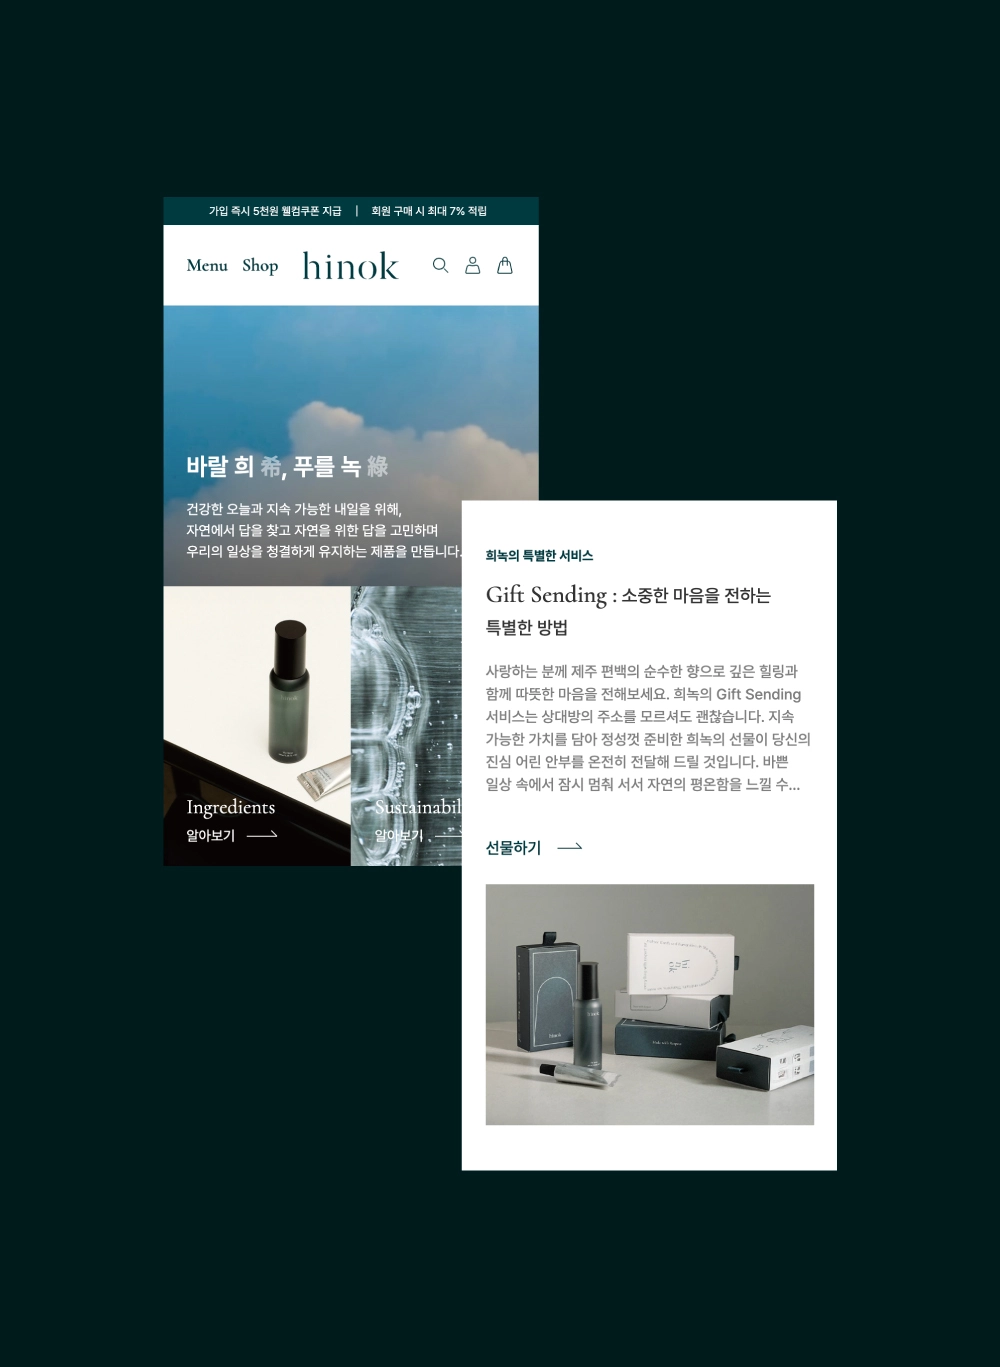 가입 즉시 5천원 웰컴쿠폰 지급 | 회원 구매 시 최대 7% 적립
Menu Shop hinok
바랄 희 希, 푸를 녹 綠
건강한 오늘과 지속 가능한 내일을 위해,
자연에서 답을 찾고 자연을 위한 답을 고민하며
우리의 일상을 청결하게 유지하는 제품을 만듭니다.
hinok
Ingredients
알아보기
Sustainabil
알아보기
희녹의 특별한 서비스
Gift Sending : 소중한 마음을 전하는
특별한 방법
사랑하는 분께 제주 편백의 순수한 향으로 깊은 힐링과
함께 따뜻한 마음을 전해보세요. 희녹의 Gift Sending
서비스는 상대방의 주소를 모르셔도 괜찮습니다. 지속
가능한 가치를 담아 정성껏 준비한 희녹의 선물이 당신의
진심 어린 안부를 온전히 전달해 드릴 것입니다. 바쁜
일상 속에서 잠시 멈춰 서서 자연의 평온함을 느낄 수...
선물하기
hi
nok
hinok
hinok